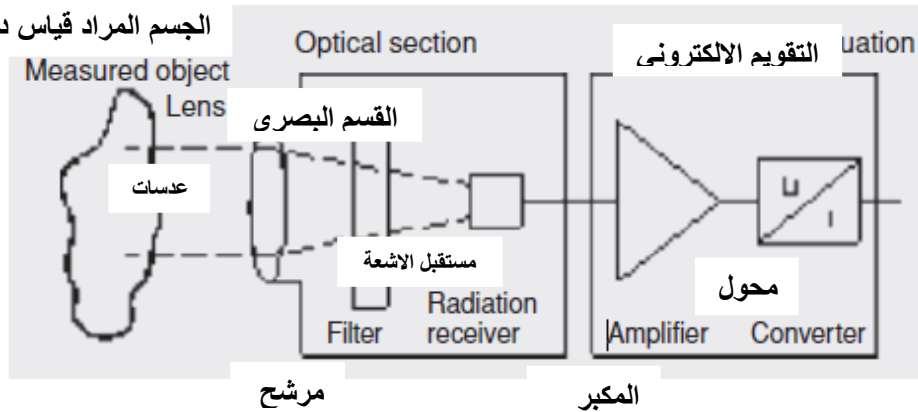 الجسم المراد قياس
Measured object
Lens
عدسات
Optical section
القسم البصرى
مستقبل الاشعة
Filter
Radiation
receiver
مرشح
التقويم الالكترونى
U
I
محول
Amplifier
Converter
المكبر